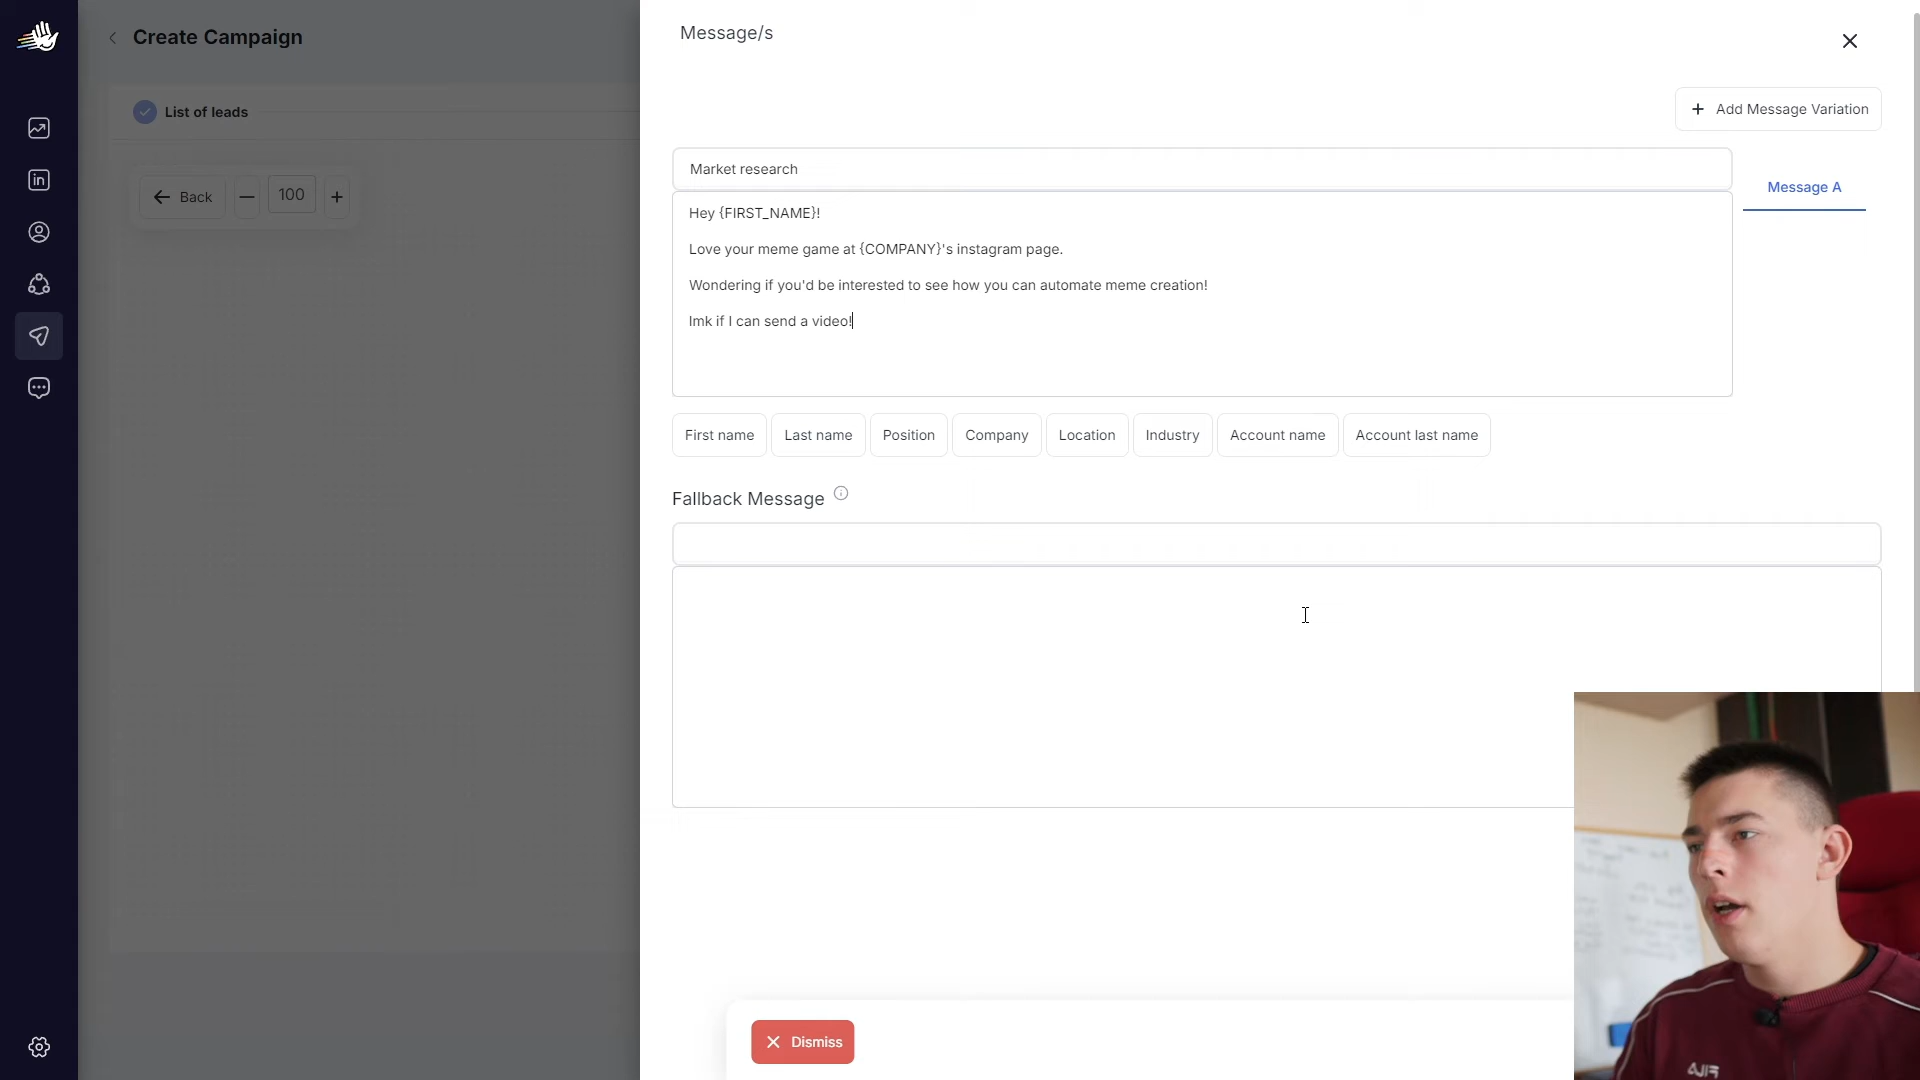 Message/s
Create Campaign
Add Message Variation
List of leads
Market research
Message A
Back
100
Hey {FIRST_NAME}!
Love your meme game at {COMPANY}'s instagram page.
Wondering if you'd be interested to see how you can automate meme creation!
lmk if I can send a video!
First name
Last name
Position
Company
Location
Industry
Account name
Account last name
Fallback Message
Dismiss
in
FILA